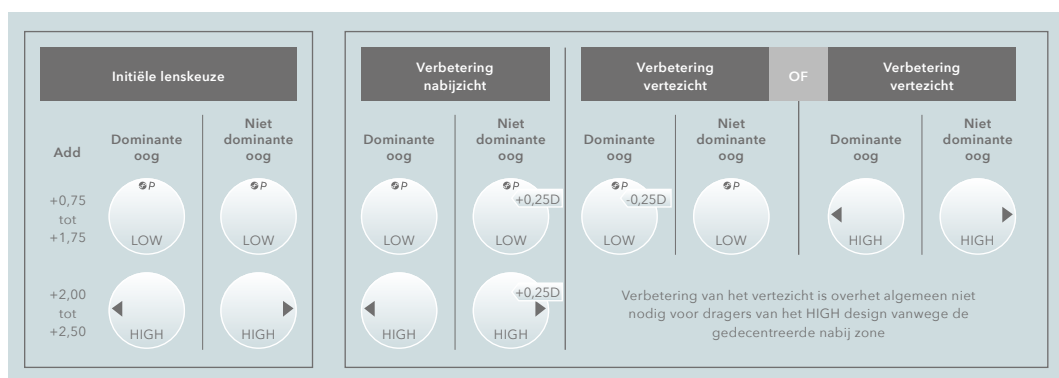 Initiële lenskeuze
Add
Dominante
oog
Niet
dominante
oog
+0,75
tot
+1,75
P
LOW
P
LOW
+2,00
tot
+2,50
HIGH
HIGH
Verbetering
nabijzicht
Dominante
oog
Niet
dominante
oog
P
LOW
P
+0,25D
LOW
HIGH
+0,25D
HIGH
Verbetering
vertezicht
OF
Verbetering
vertezicht
Dominante
oog
Niet
dominante
oog
Dominante
oog
Niet
dominante
oog
P
-0,25D
LOW
P
LOW
HIGH
HIGH
Verbetering van het vertezicht is overhet algemeen niet
nodig voor dragers van het HIGH design vanwege de
gedecentreerde nabij zone